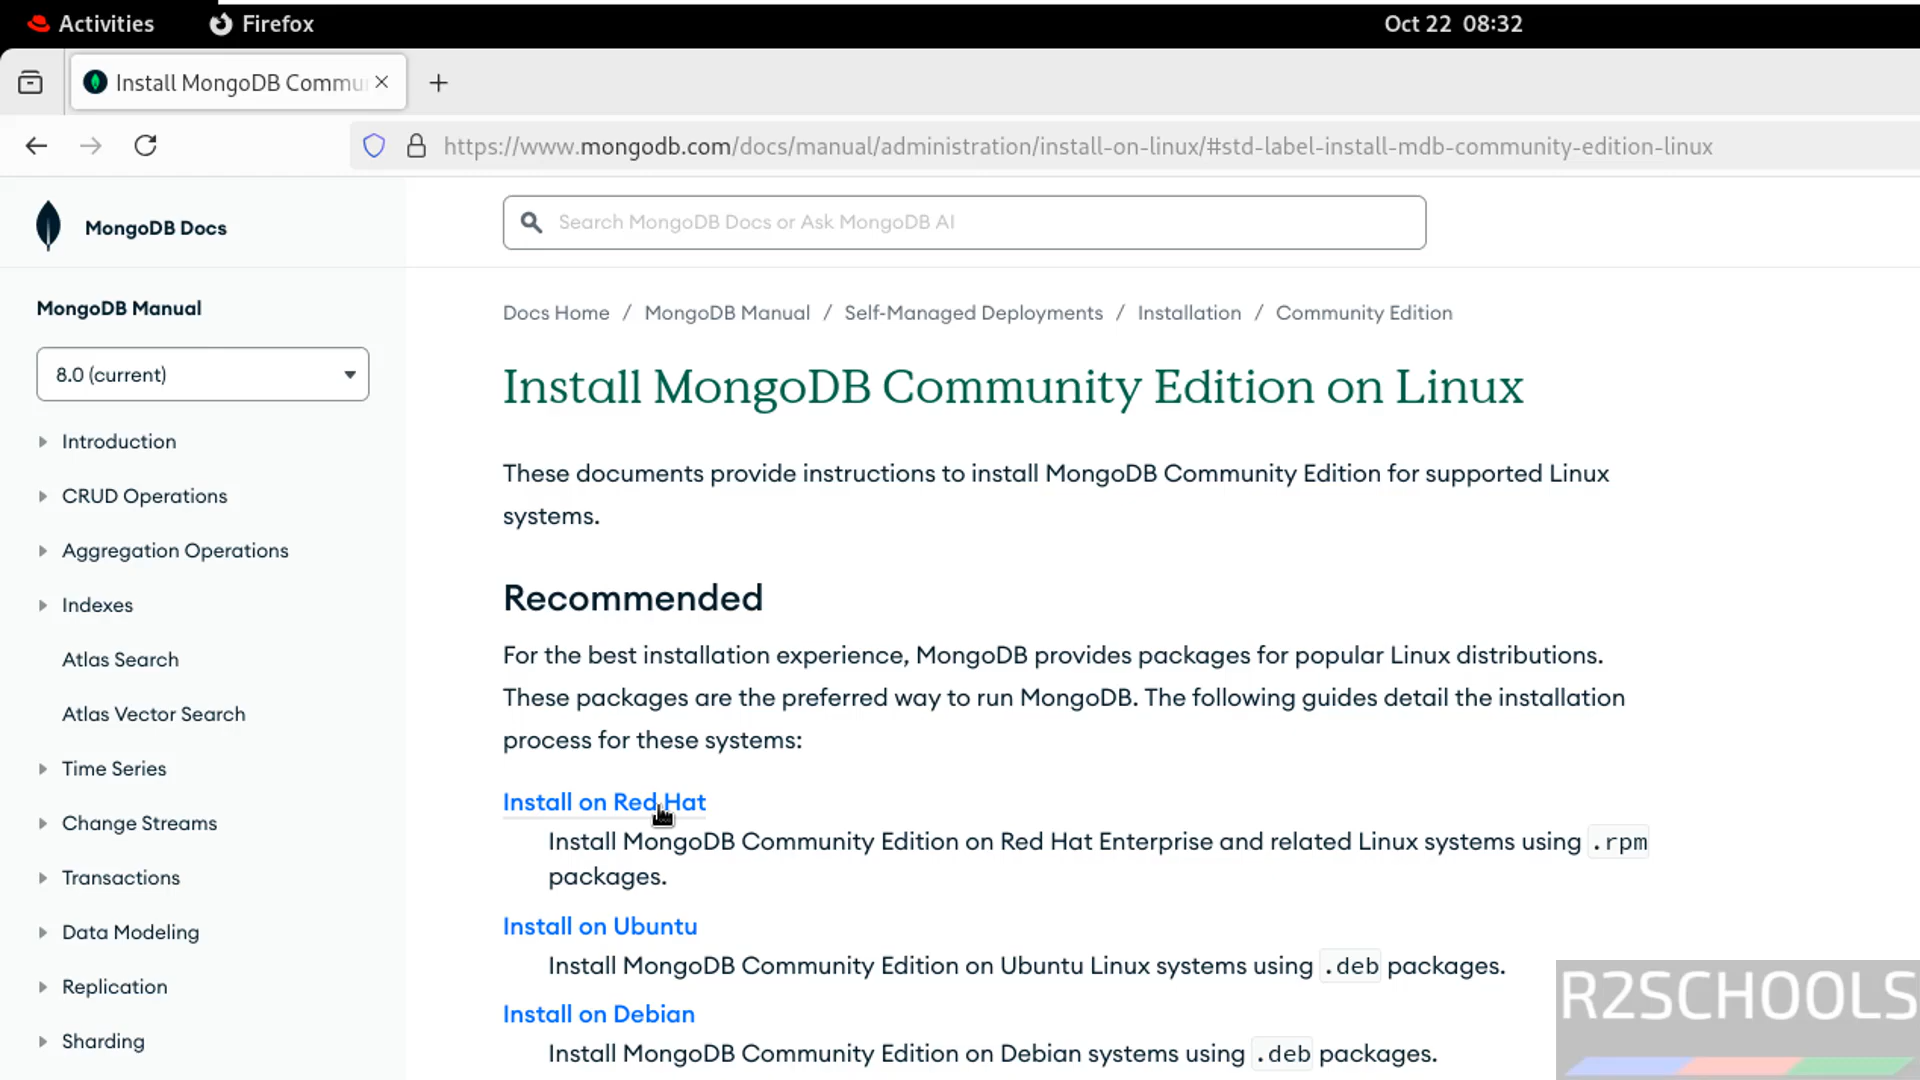 Activities
Firefox
Oct 22 08:32
Install MongoDB Commu
https://www.mongodb.com/docs/manual/administration/install-on-linux/#std-label-install-mdb-community-edition-linux
MongoDB Docs
Search MongoDB Docs or Ask MongoDB AI
MongoDB Manual
8.0 (current)
Introduction
CRUD Operations
Aggregation Operations
Indexes
Atlas Search
Atlas Vector Search
Time Series
Change Streams
Transactions
Data Modeling
Replication
Sharding
Docs Home / MongoDB Manual / Self-Managed Deployments / Installation / Community Edition
Install MongoDB Community Edition on Linux
These documents provide instructions to install MongoDB Community Edition for supported Linux
systems.
Recommended
For the best installation experience, MongoDB provides packages for popular Linux distributions.
These packages are the preferred way to run MongoDB. The following guides detail the installation
process for these systems:
Install on Red Hat
Install MongoDB Community Edition on Red Hat Enterprise and related Linux systems using .rpm
packages.
Install on Ubuntu
Install MongoDB Community Edition on Ubuntu Linux systems using .deb packages.
Install on Debian
Install MongoDB Community Edition on Debian systems using .deb packages.
R2SCHOOLS